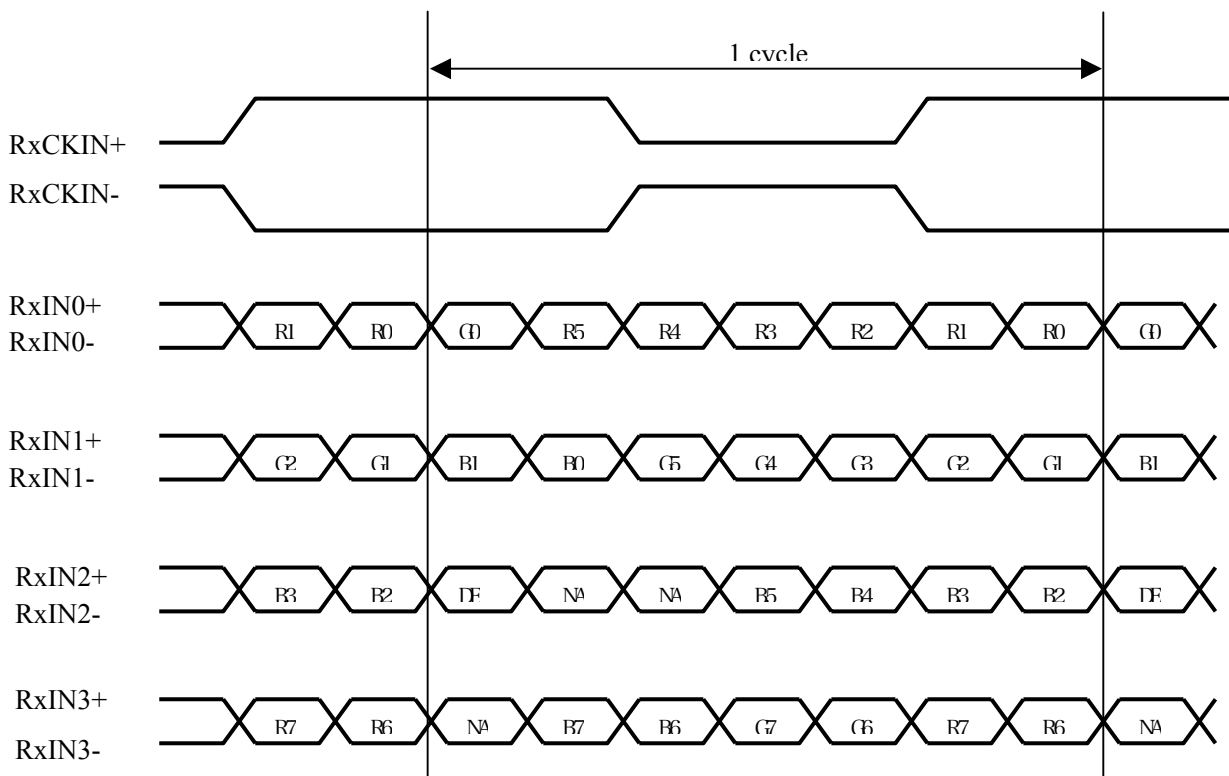 1 cycle
RxCKIN+
RxCKIN-
RxIN0+
R1 R0 G0 R5 R4 R3 R2 R1 R0 G0
RxIN0-
RxIN1+
G2 G1 B1 B0 G5 G4 G3 G2 G1 B1
RxIN1-
RxIN2+
B3 B2 DE NA NA B5 B4 B3 B2 DE
RxIN2-
RxIN3+
R7 R6 NA B7 B6 G7 G6 R7 R6 NA
RxIN3-